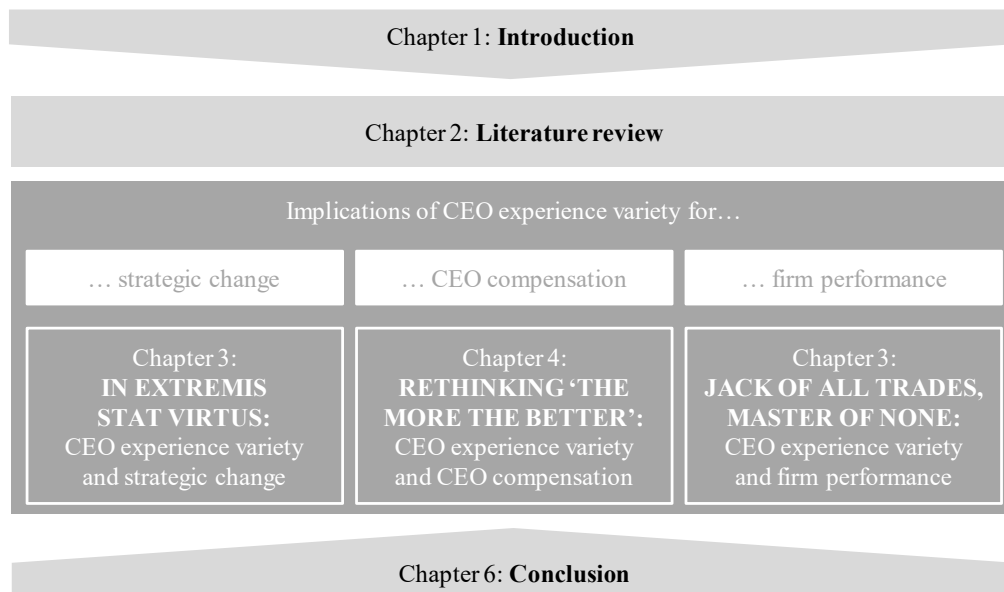 Chapter 1: Introduction
Chapter 2: Literature review
Implications of CEO experience variety for…
… strategic change
… CEO compensation
… firm performance
Chapter 3:
IN EXTREMIS
STAT VIRTUS:
CEO experience variety
and strategic change
Chapter 4:
RETHINKING ‘THE
MORE THE BETTER’:
CEO experience variety
and CEO compensation
Chapter 3:
JACK OF ALL TRADES,
MASTER OF NONE:
CEO experience variety
and firm performance
Chapter 6: Conclusion